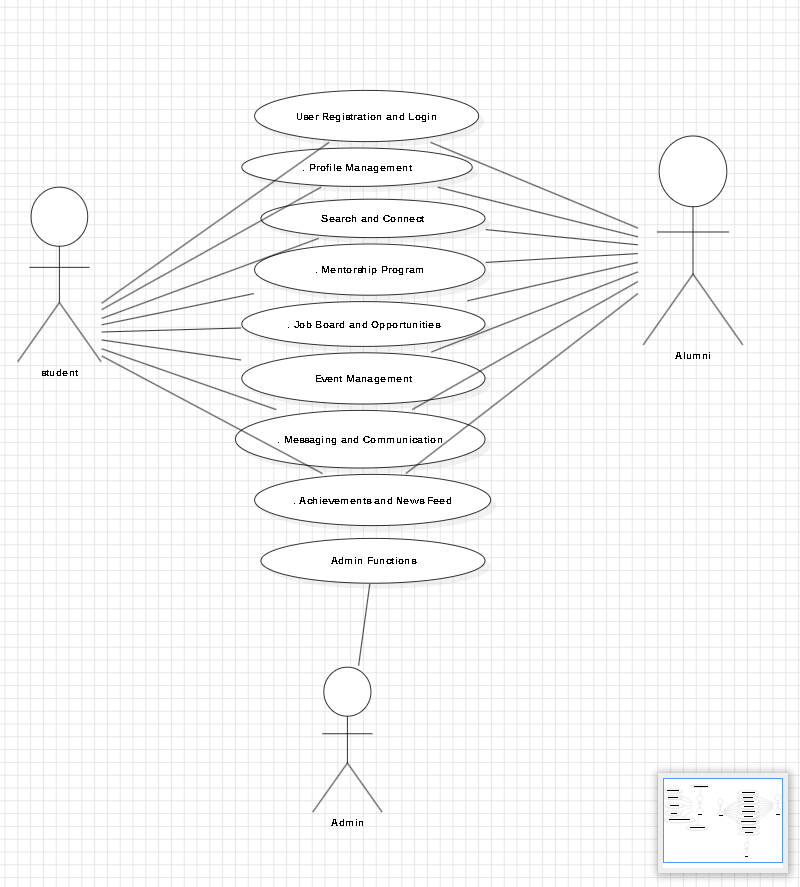 User Registration and Login
. Profile Management
Search and Connect
. Mentorship Program
. Job Board and Opportunities
Event Management
. Messaging and Communication
. Achievements and News Feed
Admin Functions
student
Alumni
Admin